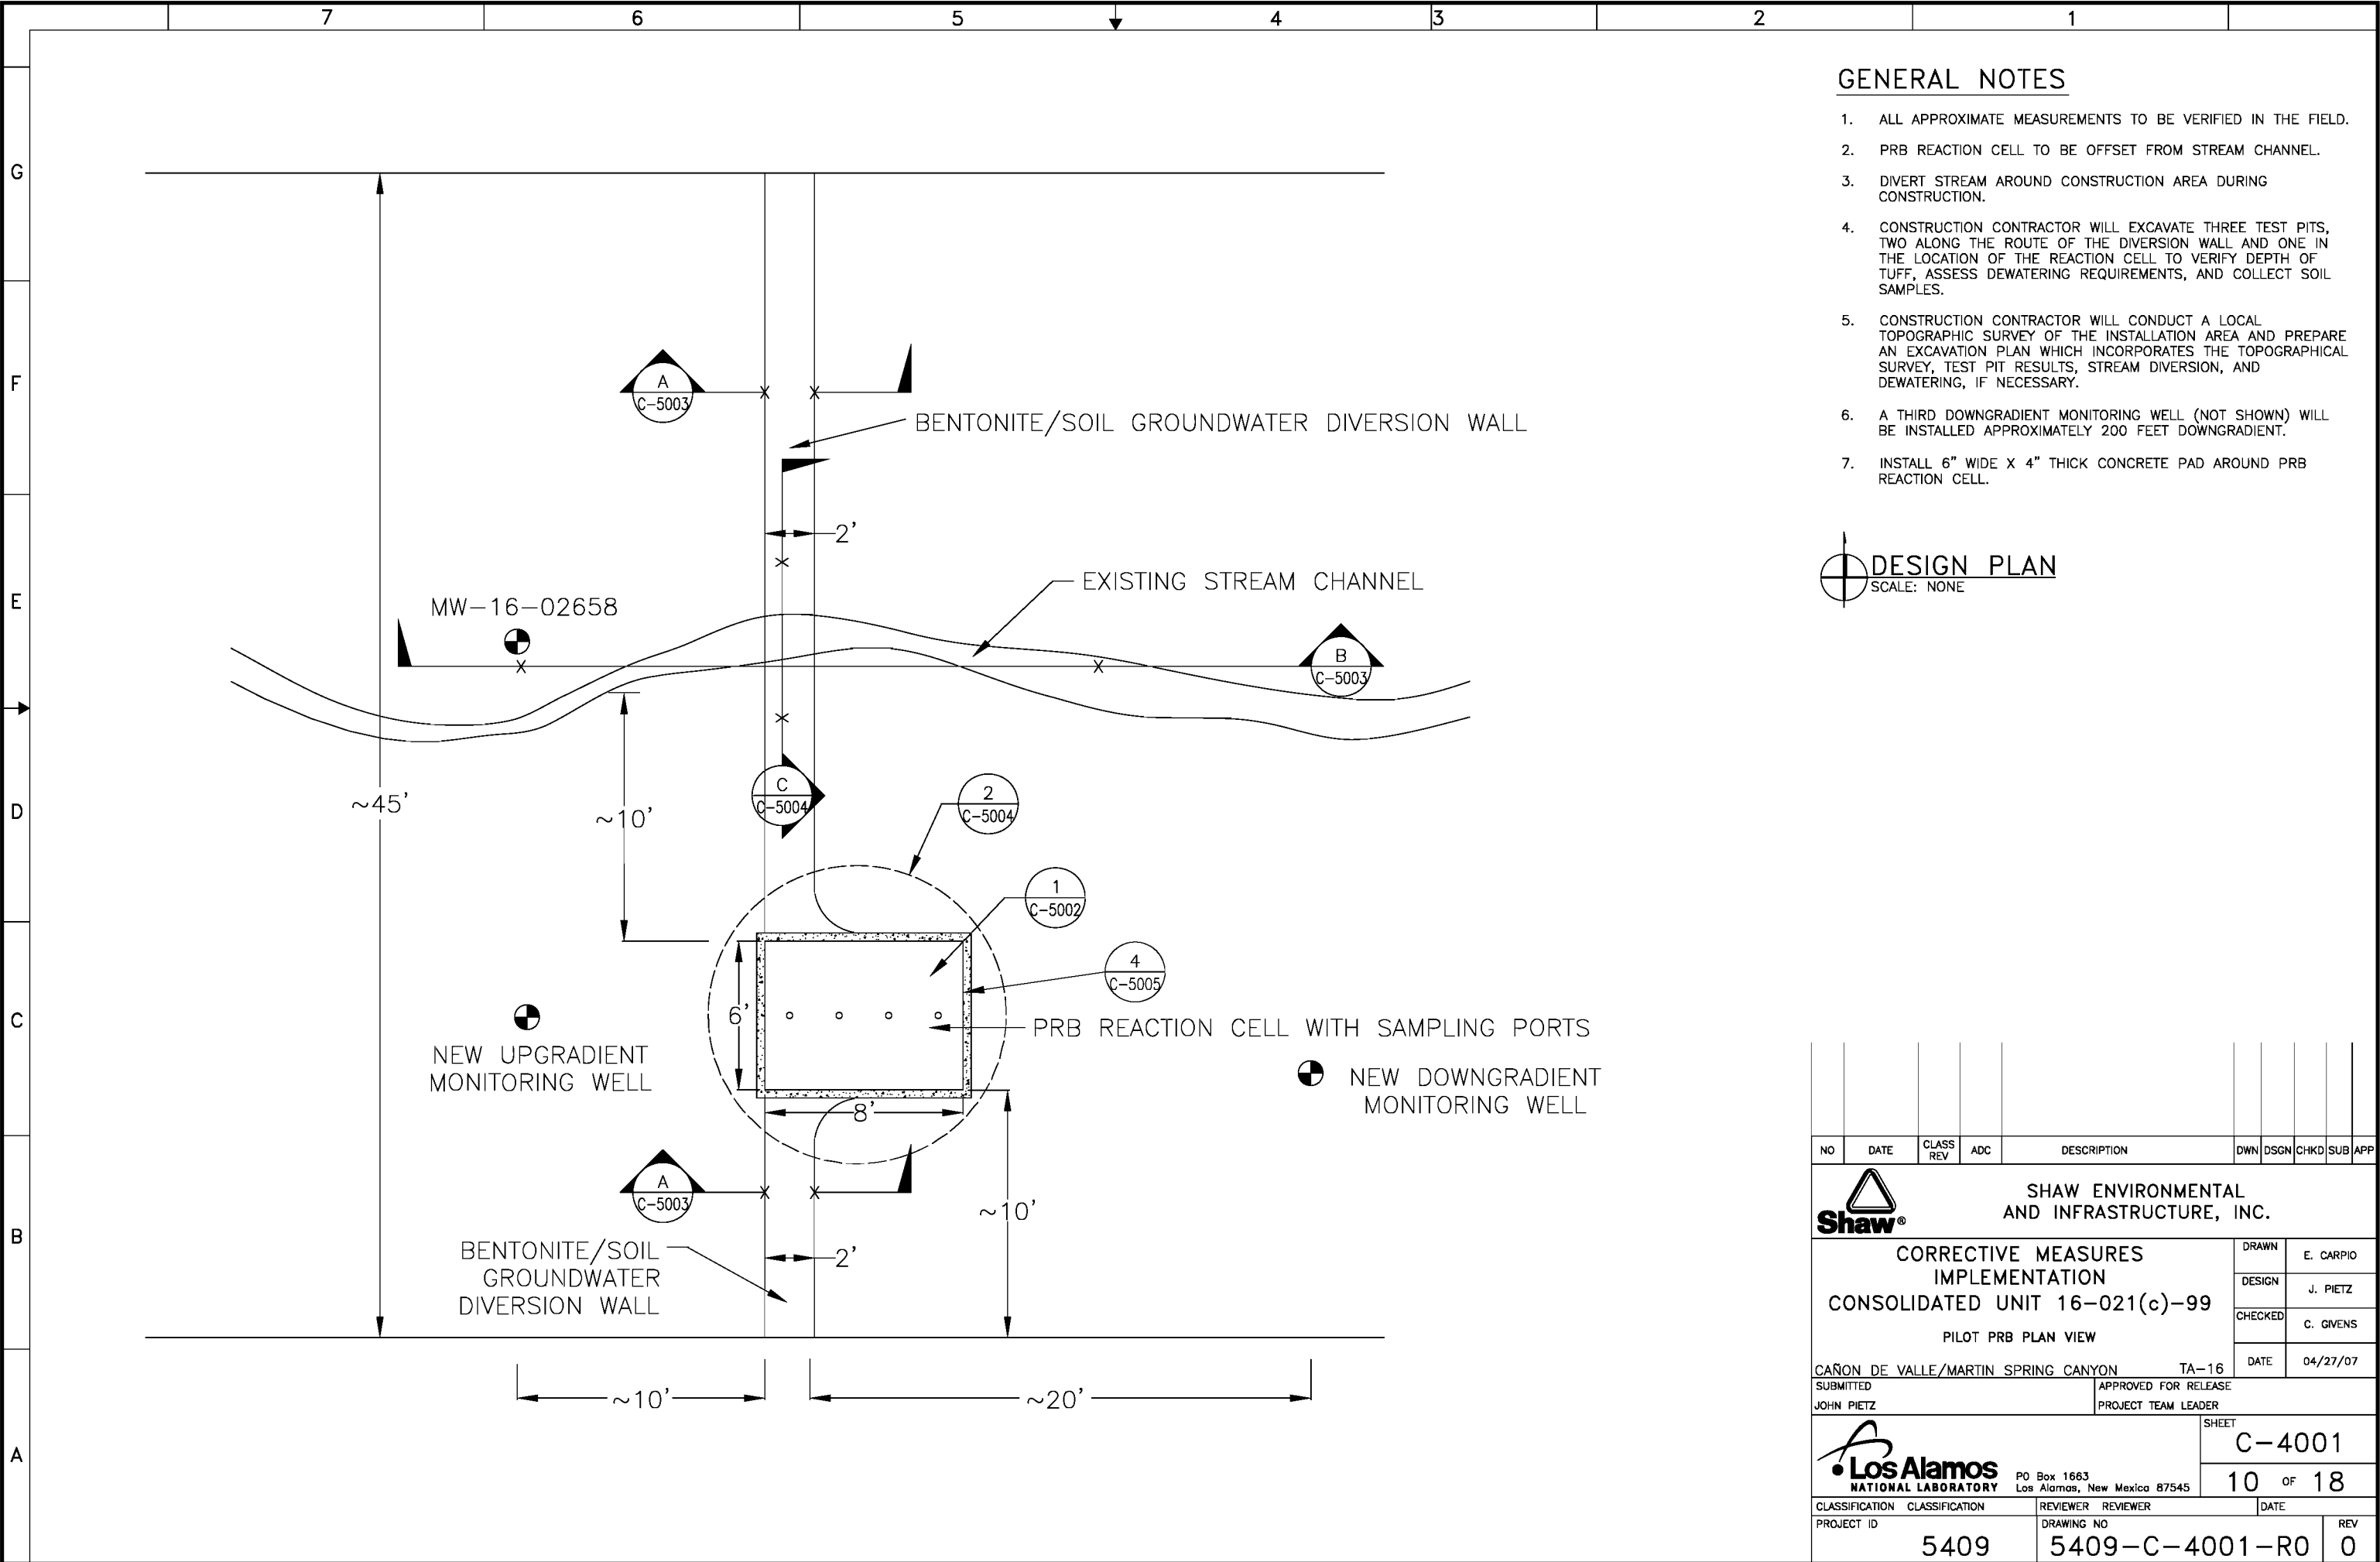 7
6
5
4
3
2
1
G
F
E
D
C
B
A
GENERAL NOTES
1. ALL APPROXIMATE MEASUREMENTS TO BE VERIFIED IN THE FIELD.
2. PRB REACTION CELL TO BE OFFSET FROM STREAM CHANNEL.
3. DIVERT STREAM AROUND CONSTRUCTION AREA DURING
CONSTRUCTION.
4. CONSTRUCTION CONTRACTOR WILL EXCAVATE THREE TEST PITS,
TWO ALONG THE ROUTE OF THE DIVERSION WALL AND ONE IN
THE LOCATION OF THE REACTION CELL TO VERIFY DEPTH OF
TUFF, ASSESS DEWATERING REQUIREMENTS, AND COLLECT SOIL
SAMPLES.
5. CONSTRUCTION CONTRACTOR WILL CONDUCT A LOCAL
TOPOGRAPHIC SURVEY OF THE INSTALLATION AREA AND PREPARE
AN EXCAVATION PLAN WHICH INCORPORATES THE TOPOGRAPHICAL
SURVEY, TEST PIT RESULTS, STREAM DIVERSION, AND
DEWATERING, IF NECESSARY.
6. A THIRD DOWNGRADIENT MONITORING WELL (NOT SHOWN) WILL
BE INSTALLED APPROXIMATELY 200 FEET DOWNGRADIENT.
7. INSTALL 6" WIDE X 4" THICK CONCRETE PAD AROUND PRB
REACTION CELL.
DESIGN PLAN
SCALE: NONE
A
C-5003
BENTONITE/SOIL GROUNDWATER DIVERSION WALL
2'
EXISTING STREAM CHANNEL
MW-16-02658
B
C-5003
~45'
~10'
C
C-5004
2
C-5004
1
C-5002
4
C-5005
6'
PRB REACTION CELL WITH SAMPLING PORTS
NEW UPGRADIENT
MONITORING WELL
NEW DOWNGRADIENT
MONITORING WELL
8'
A
C-5003
~10'
BENTONITE/SOIL
GROUNDWATER
DIVERSION WALL
2'
~10'
~20'
NO DATE CLASS REV ADC DESCRIPTION DWN DSGN CHKD SUB APP
Shaw®
SHAW ENVIRONMENTAL
AND INFRASTRUCTURE, INC.
CORRECTIVE MEASURES
IMPLEMENTATION
CONSOLIDATED UNIT 16-021(c)-99
PILOT PRB PLAN VIEW
CAÑON DE VALLE/MARTIN SPRING CANYON TA-16
DRAWN E. CARPIO
DESIGN J. PIETZ
CHECKED C. GIVENS
DATE 04/27/07
SUBMITTED
JOHN PIETZ
APPROVED FOR RELEASE
PROJECT TEAM LEADER
Los Alamos
NATIONAL LABORATORY
PO Box 1663
Los Alamos, New Mexico 87545
SHEET
C-4001
10 OF 18
CLASSIFICATION CLASSIFICATION REVIEWER REVIEWER DATE
PROJECT ID
5409
DRAWING NO
5409-C-4001-R0
REV
0